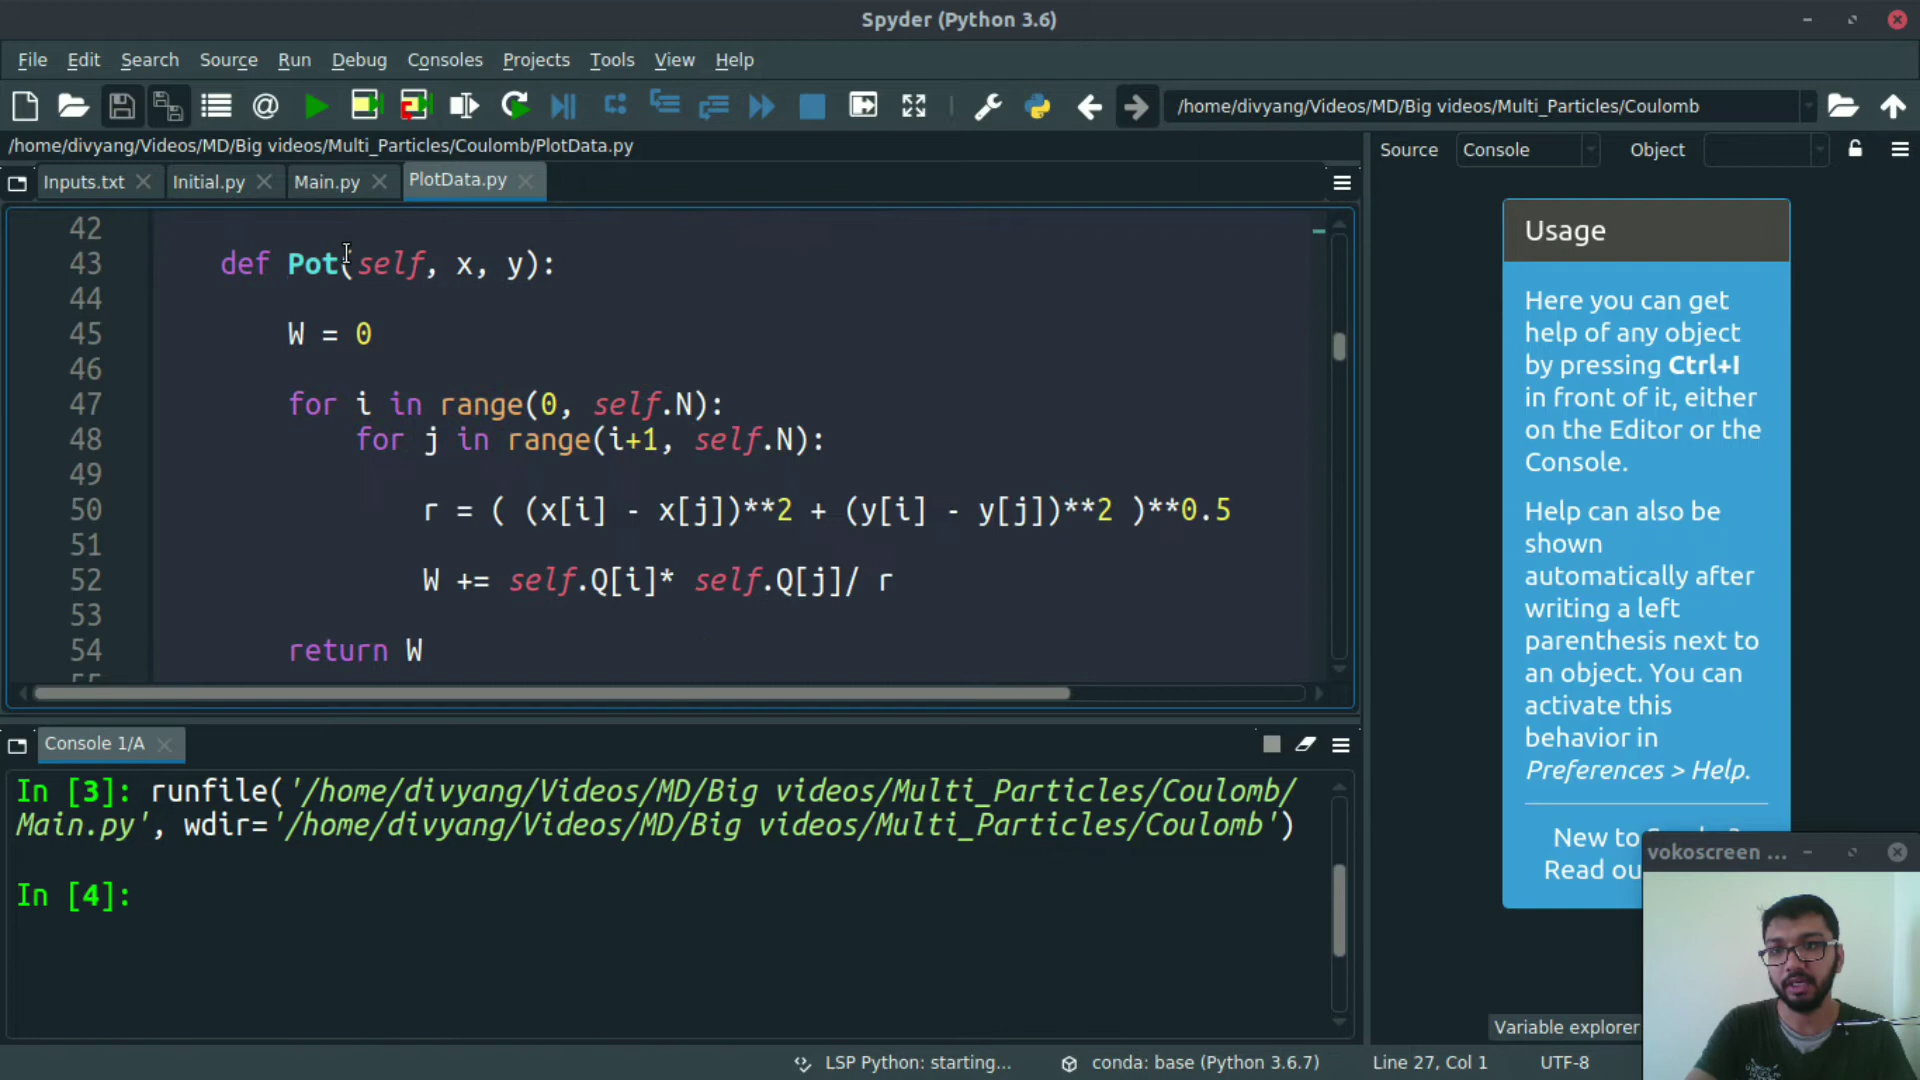 Spyder (Python 3.6)
File Edit Search Source Run Debug Consoles Projects Tools View Help
/home/divyang/Videos/MD/Big videos/Multi_Particles/Coulomb
/home/divyang/Videos/MD/Big videos/Multi_Particles/Coulomb/PlotData.py
Source Console Object
Inputs.txt Initial.py Main.py PlotData.py
42
43 def Pot(self, x, y):
44
45 W = 0
46
47 for i in range(0, self.N):
48 for j in range(i+1, self.N):
49
50 r = ( (x[i] - x[j])**2 + (y[i] - y[j])**2 )**0.5
51
52 W += self.Q[i]* self.Q[j]/ r
53
54 return W
55
Usage
Here you can get
help of any object
by pressing Ctrl+I
in front of it, either
on the Editor or the
Console.
Help can also be
shown
automatically after
writing a left
parenthesis next to
an object. You can
activate this
behavior in
Preferences > Help.
New to
Read
Console 1/A
In [3]: runfile('/home/divyang/Videos/MD/Big videos/Multi_Particles/Coulomb/
Main.py', wdir='/home/divyang/Videos/MD/Big videos/Multi_Particles/Coulomb')
In [4]:
vokoscreen ...
Variable explorer
LSP Python: starting... conda: base (Python 3.6.7) Line 27, Col 1 UTF-8